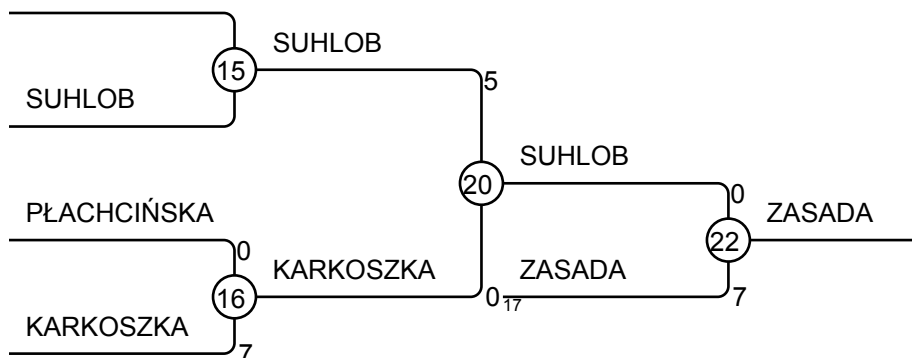 SUHLOB
15
5
SUHLOB
SUHLOB
20
0
PŁACHCIŃSKA
ZASADA
0
22
KARKOSZKA
ZASADA
16
0
17
7
KARKOSZKA
7